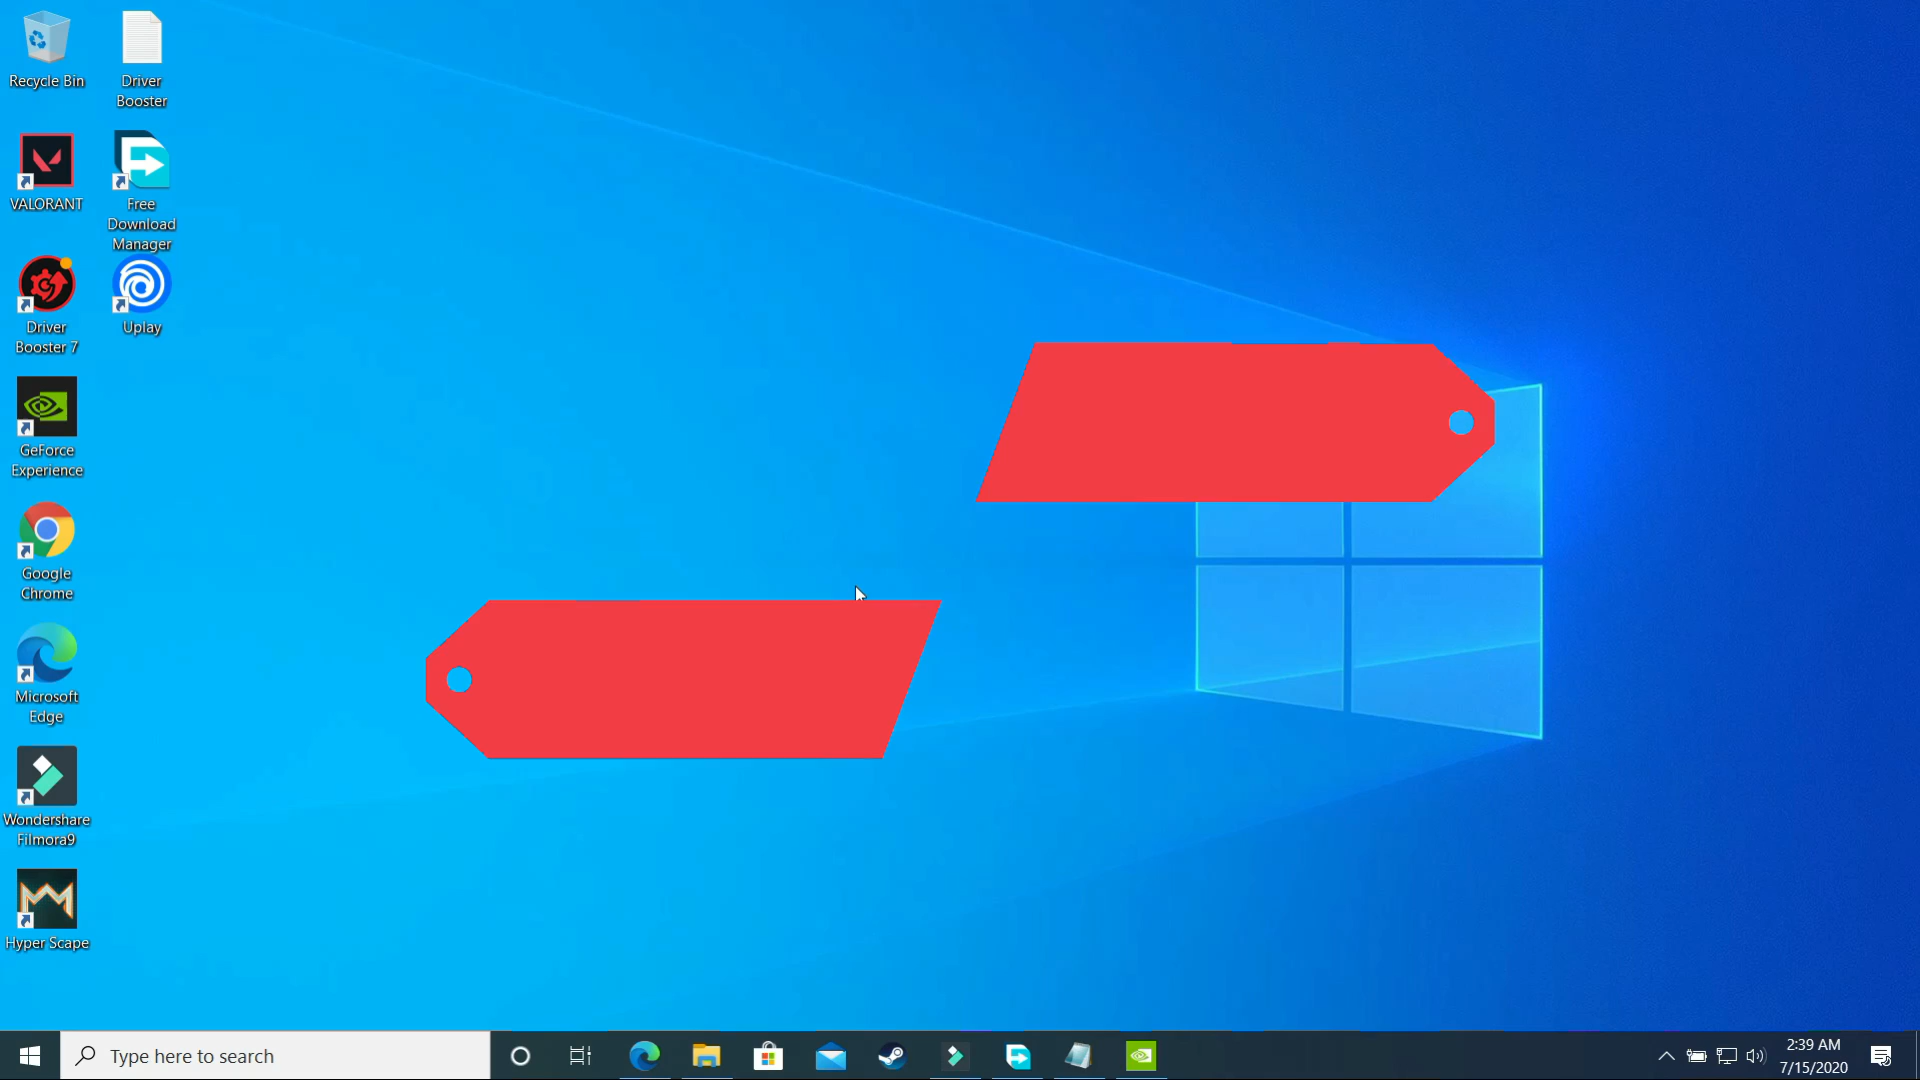 Recycle Bin
Driver
Booster
VALORANT
Free
Download
Manager
Driver
Booster 7
Uplay
GeForce
Experience
Google
Chrome
Microsoft
Edge
Wondershare
Filmora9
Hyper Scape
Type here to search
2:39 AM
7/15/2020